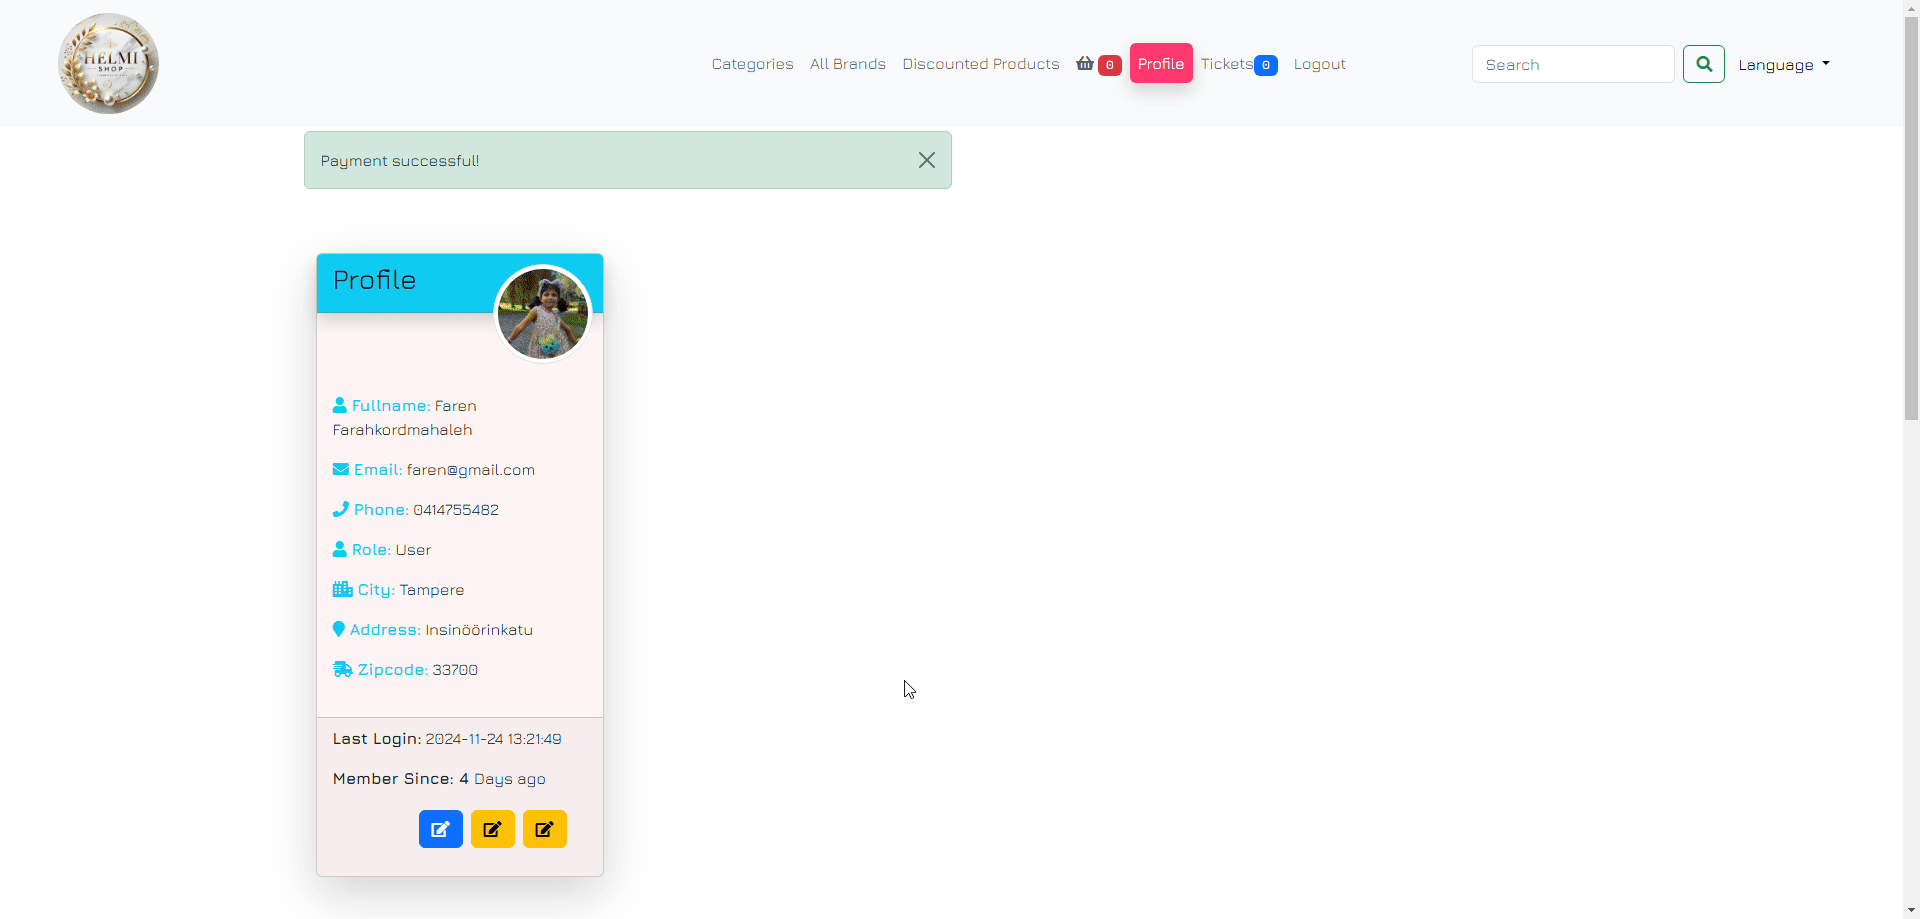 HELMI
SHOP
Categories All Brands Discounted Products 0 Profile Tickets 0 Logout Search Language
Payment successful!
Profile
Fullname: Faren
Farahkordmahaleh
Email: faren@gmail.com
Phone: 0414755482
Role: User
City: Tampere
Address: Insinöörinkatu
Zipcode: 33700
Last Login: 2024-11-24 13:21:49
Member Since: 4 Days ago